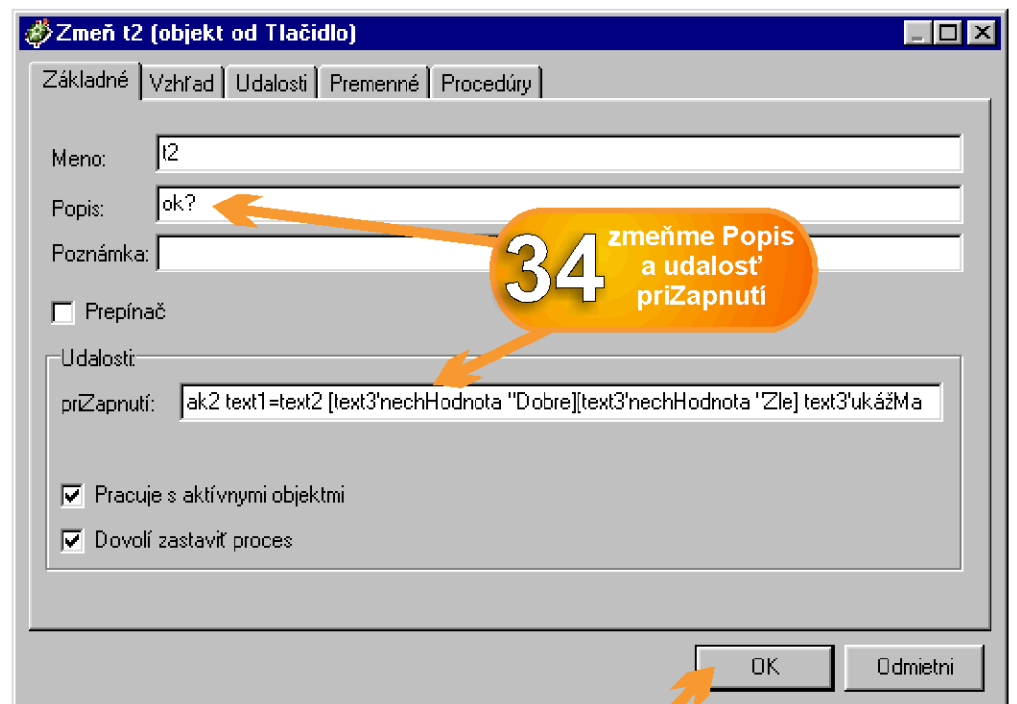 Zmeň t2 (objekt od Tlačidlo)
Základné Vzhľad Udalosti Premenné Procedúry
Meno: t2
Popis: ok?
Poznámka:
34 zmeňme Popis
a udalosť
priZapnutí
Prepínač
Udalosti:
priZapnutí: ak2 text1=text2 [text3'nechHodnota "Dobre][text3'nechHodnota "Zle] text3'ukážMa
Pracuje s aktívnymi objektmi
Dovolí zastaviť proces
OK Odmietni